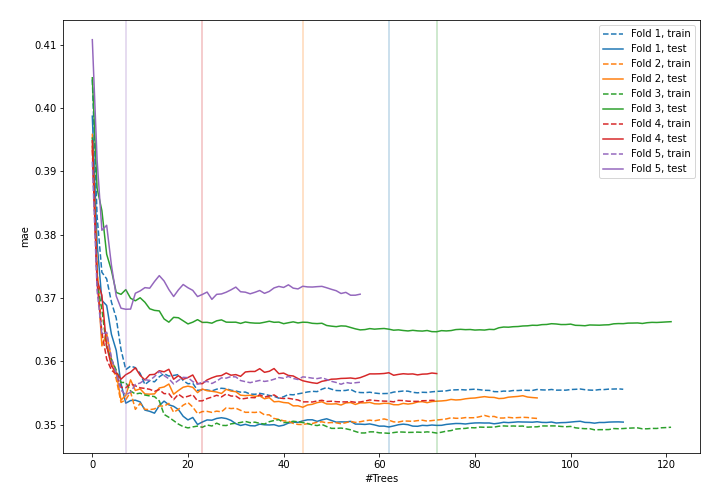 0.41
0.40
0.39
0.38
0.37
0.36
0.35
mae
0
20
40
60
80
100
120
#Trees
Fold 1, train
Fold 1, test
Fold 2, train
Fold 2, test
Fold 3, train
Fold 3, test
Fold 4, train
Fold 4, test
Fold 5, train
Fold 5, test